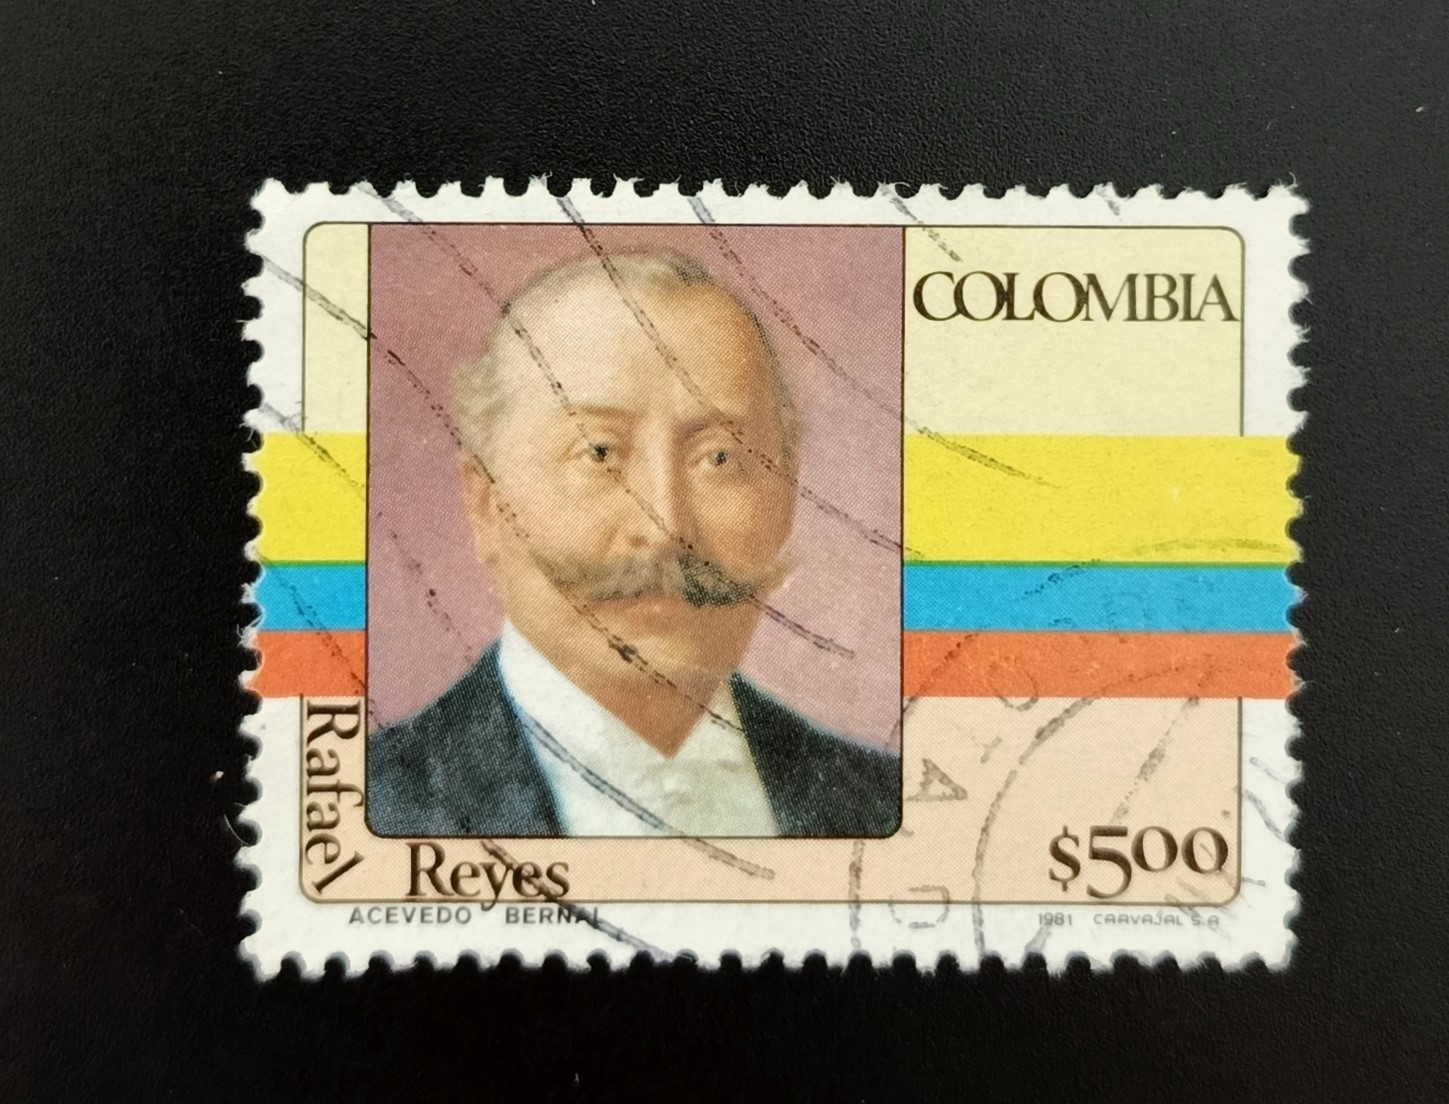 COLOMBIA
Rafael
Reyes
$500
ACEVEDO BERNAL
1981 CARVAJAL S.A